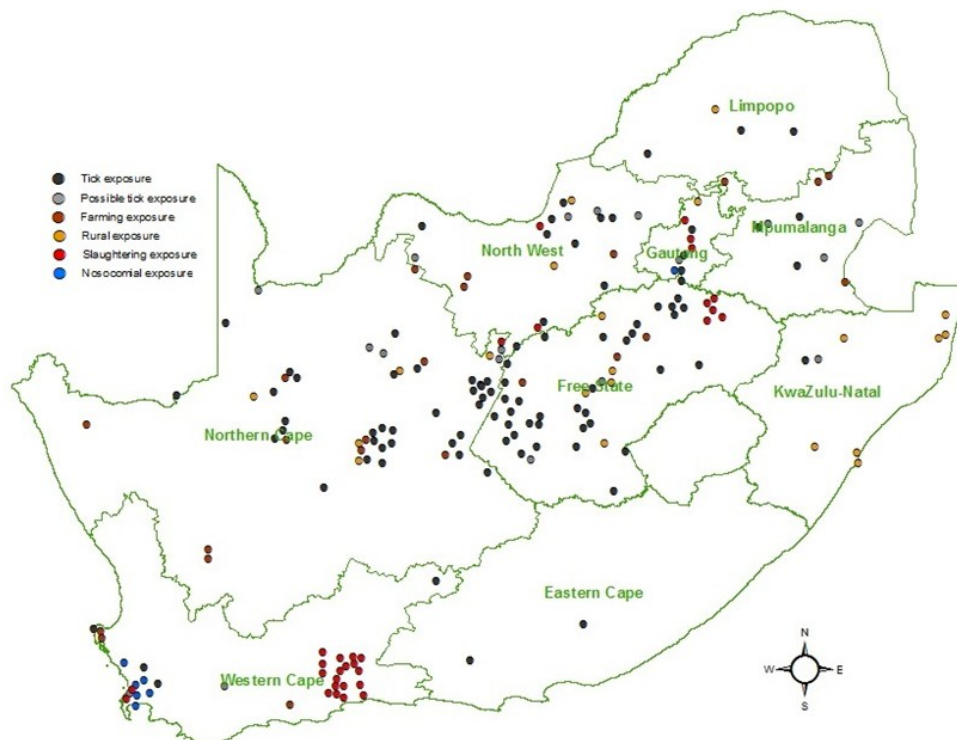 Limpopo
Tick exposure
Possible tick exposure
Farming exposure
Rural exposure
Slaughtering exposure
Nosocomial exposure
Mpumalanga
North West
Gauteng
Free State
KwaZulu-Natal
Northern Cape
Eastern Cape
Western Cape
N
W E
S